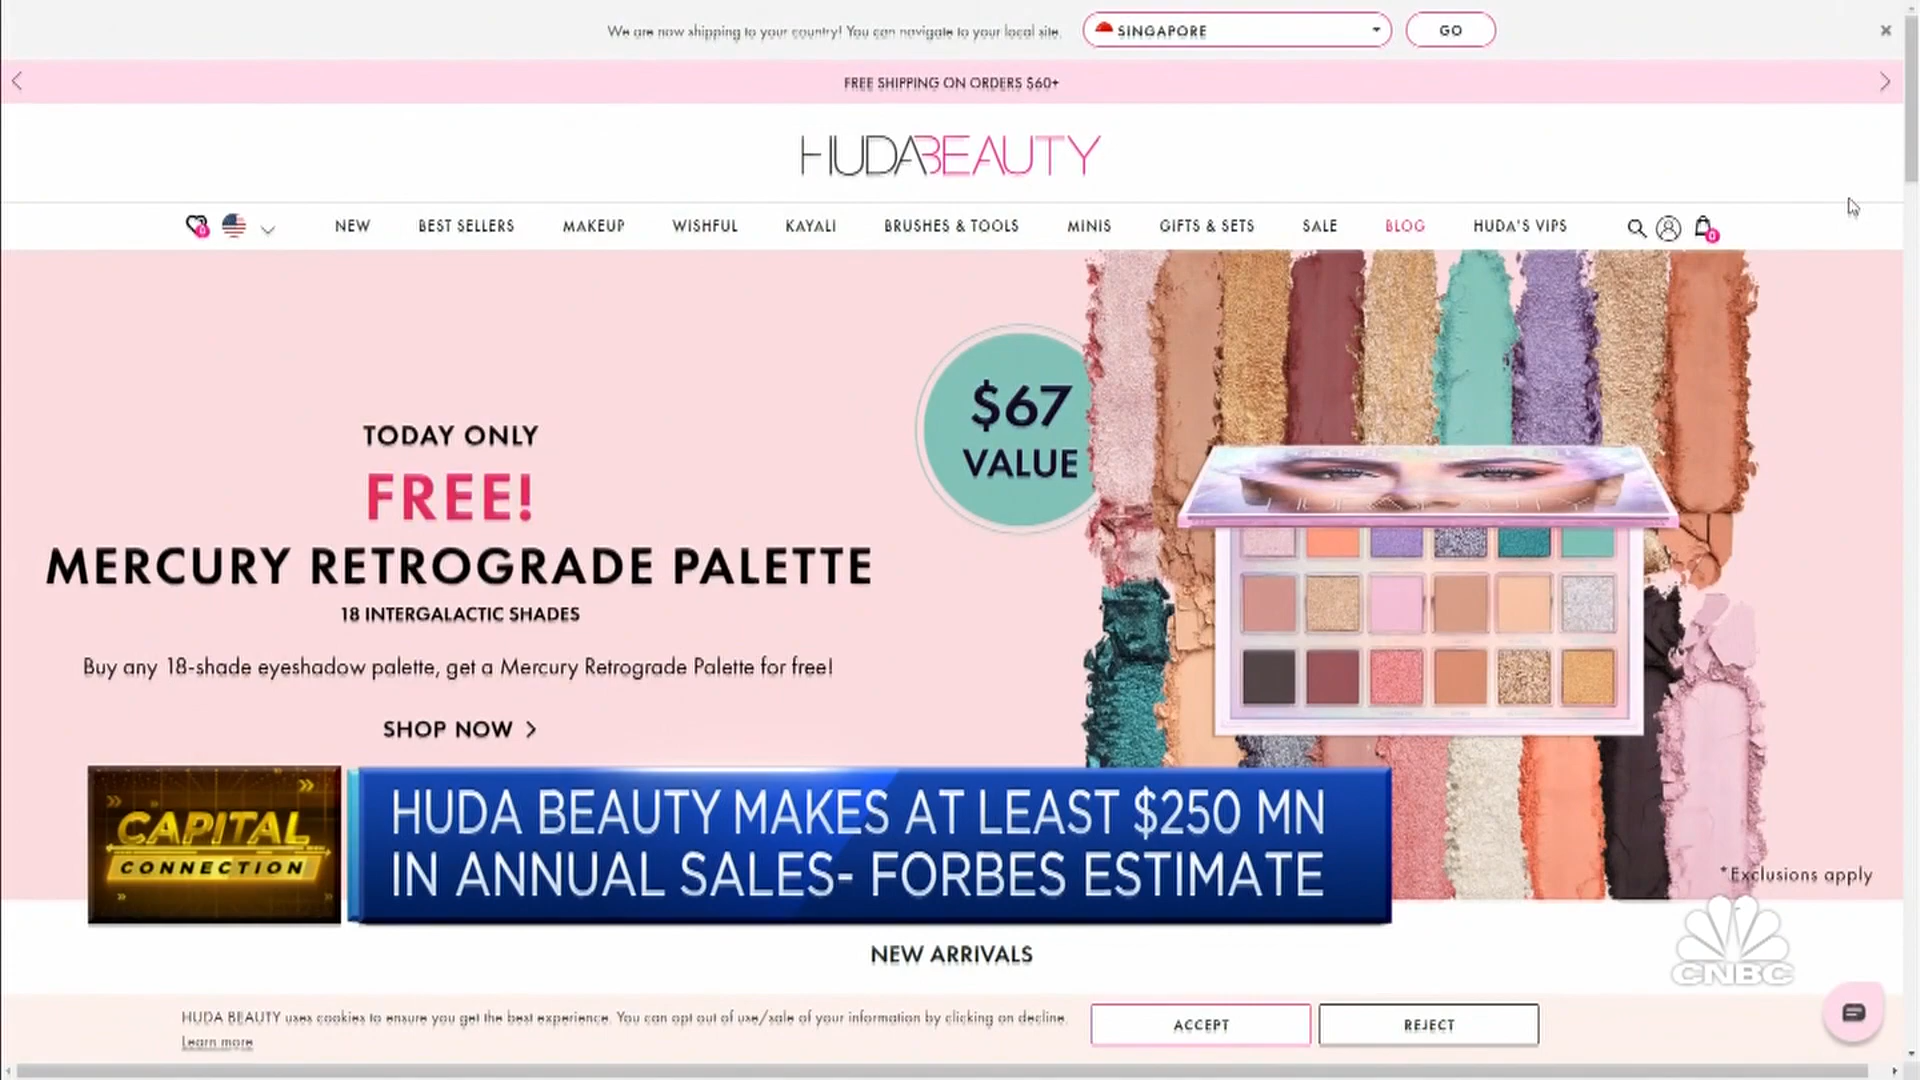 We are now shipping to your country! You can navigate to your local site.
SINGAPORE
GO
FREE SHIPPING ON ORDERS $60+
HUDABEAUTY
0
NEW
BEST SELLERS
MAKEUP
WISHFUL
KAYALI
BRUSHES & TOOLS
MINIS
GIFTS & SETS
SALE
BLOG
HUDA'S VIPS
0
$67
VALUE
TODAY ONLY
FREE!
MERCURY RETROGRADE PALETTE
18 INTERGALACTIC SHADES
Buy any 18-shade eyeshadow palette, get a Mercury Retrograde Palette for free!
SHOP NOW >
CAPITAL
CONNECTION
HUDA BEAUTY MAKES AT LEAST $250 MN
IN ANNUAL SALES- FORBES ESTIMATE
*Exclusions apply
CNBC
NEW ARRIVALS
HUDA BEAUTY uses cookies to ensure you get the best experience. You can opt out of use/sale of your information by clicking on decline.
Learn more
ACCEPT
REJECT